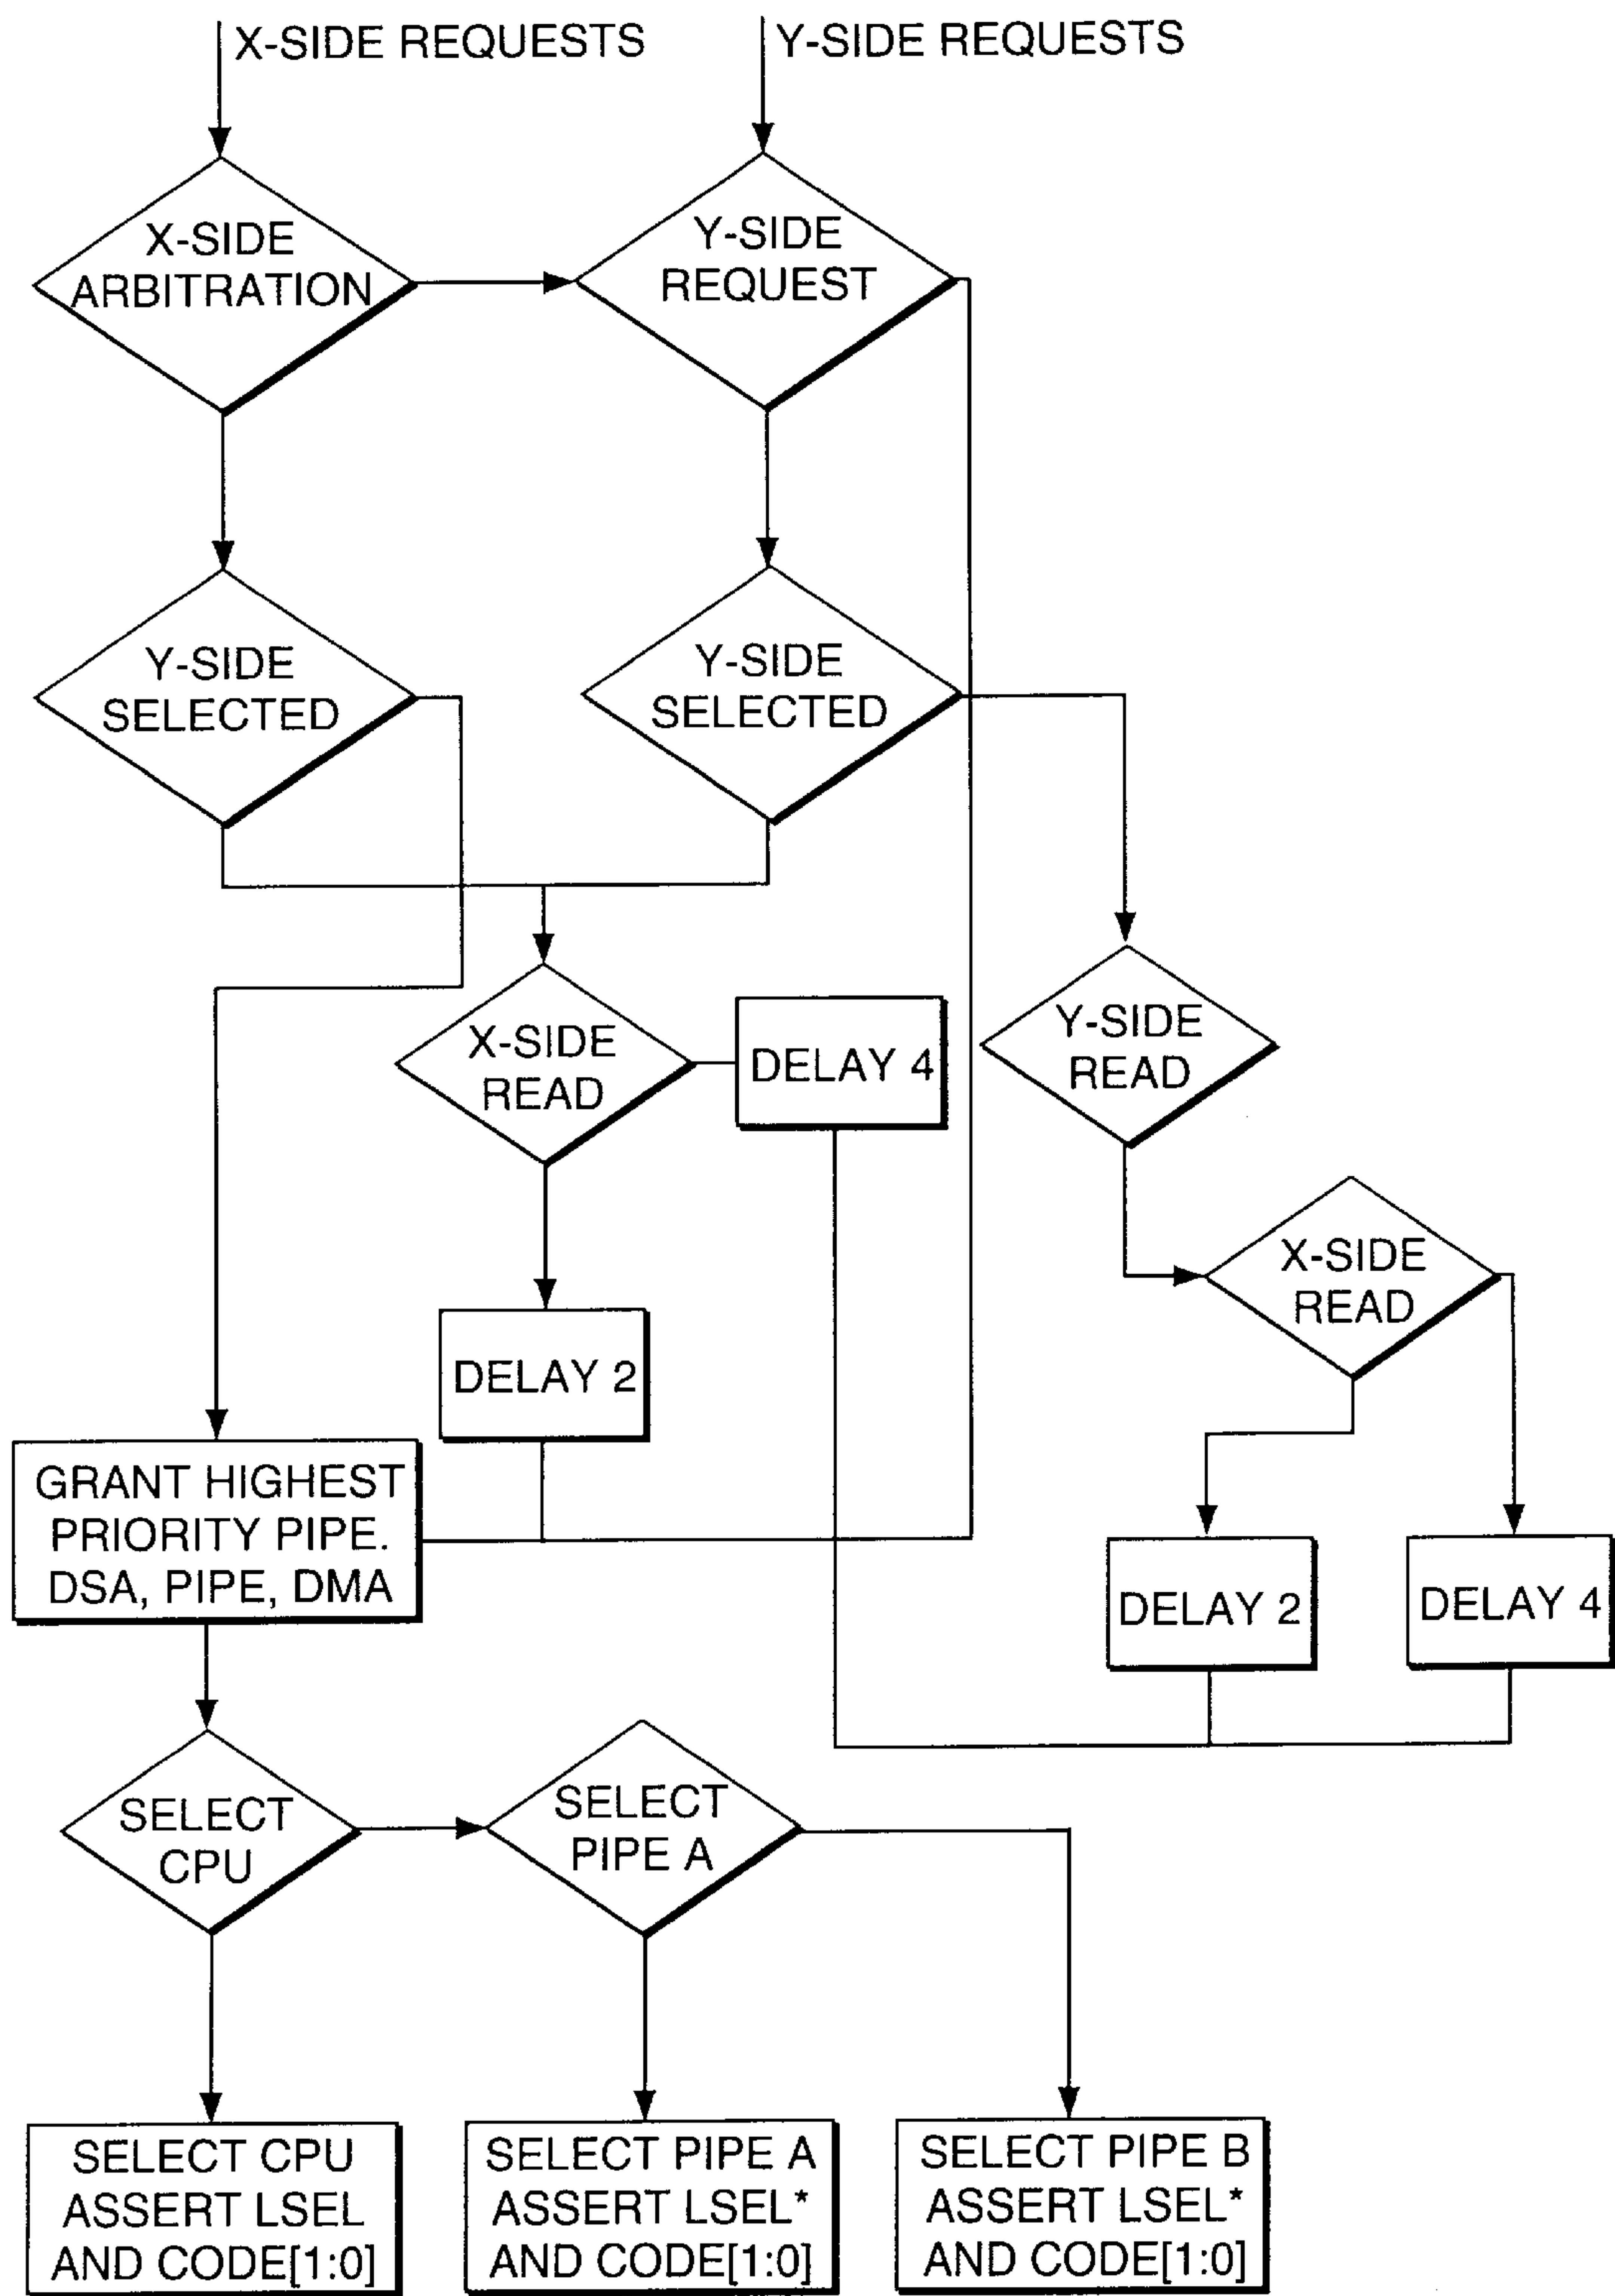 X-SIDE REQUESTS
Y-SIDE REQUESTS
X-SIDE
ARBITRATION
Y-SIDE
REQUEST
Y-SIDE
SELECTED
Y-SIDE
SELECTED
X-SIDE
READ
DELAY 4
Y-SIDE
READ
X-SIDE
READ
DELAY 2
GRANT HIGHEST
PRIORITY PIPE.
DSA, PIPE, DMA
DELAY 2
DELAY 4
SELECT
CPU
SELECT
PIPE A
SELECT CPU
ASSERT LSEL
AND CODE[1:0]
SELECT PIPE A
ASSERT LSEL*
AND CODE[1:0]
SELECT PIPE B
ASSERT LSEL*
AND CODE[1:0]